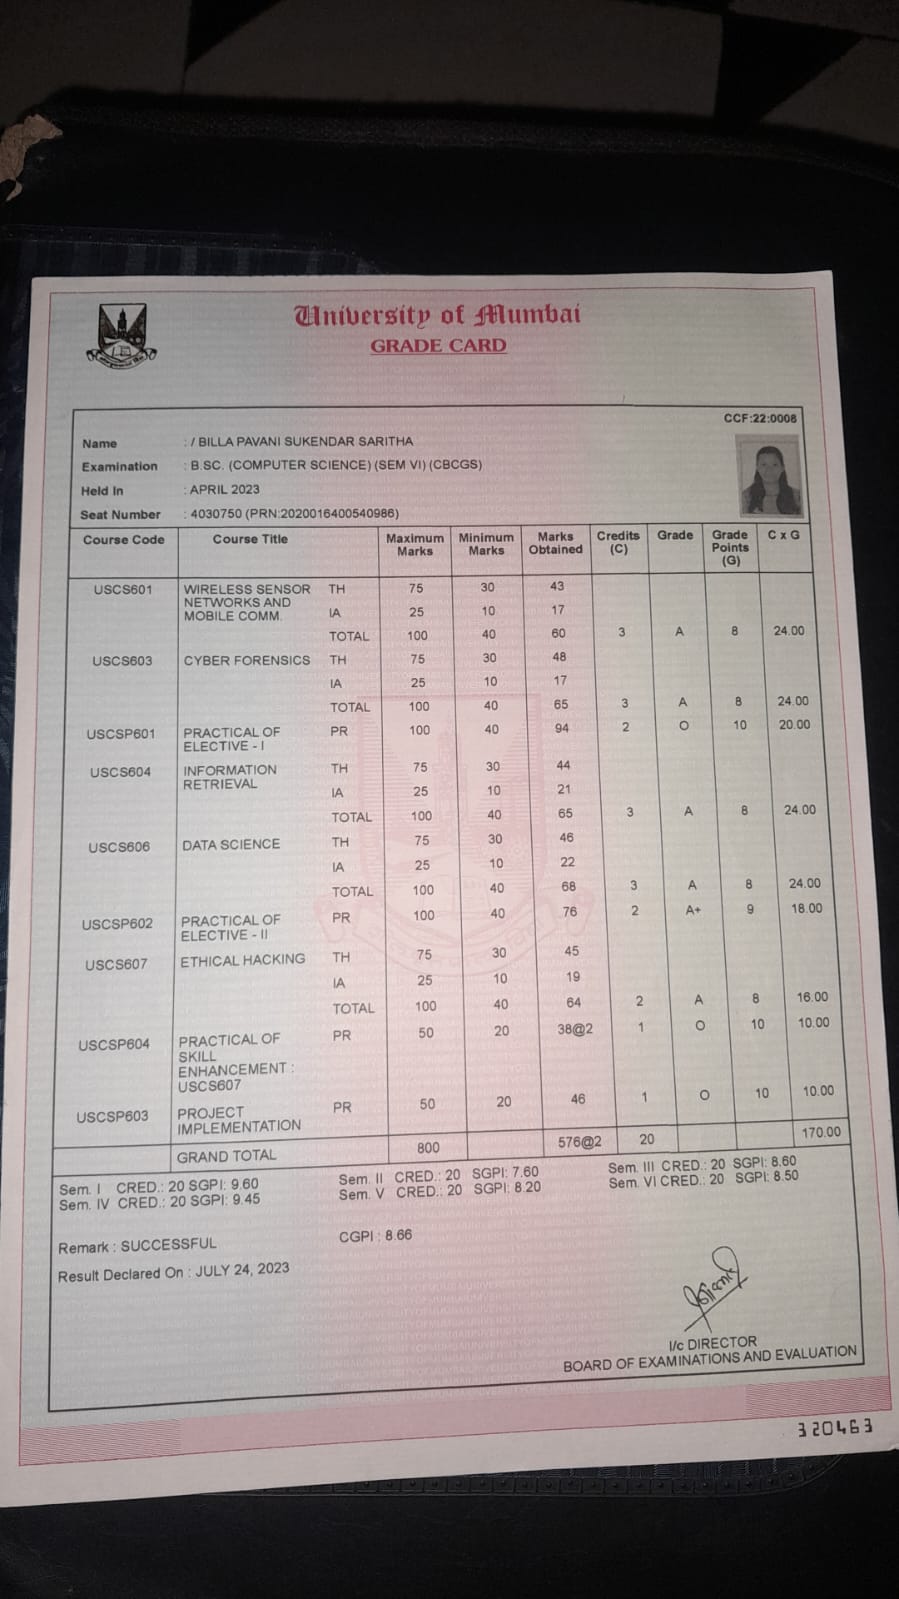 University of Mumbai
GRADE CARD
CCF:22:0008
Name : / BILLA PAVANI SUKENDAR SARITHA
Examination : B.SC. (COMPUTER SCIENCE) (SEM VI) (CBCGS)
Held In : APRIL 2023
Seat Number : 4030750 (PRN:2020016400540986)
Course Code Course Title Maximum Marks Minimum Marks Marks Obtained Credits (C) Grade Grade Points (G) C x G
USCS601 WIRELESS SENSOR TH 75 30 43
NETWORKS AND IA 25 10 17
MOBILE COMM.
TOTAL 100 40 60 3 A 8 24.00
USCS603 CYBER FORENSICS TH 75 30 48
IA 25 10 17
TOTAL 100 40 65 3 A 8 24.00
USCSP601 PRACTICAL OF PR 100 40 94 2 O 10 20.00
ELECTIVE - I
USCS604 INFORMATION TH 75 30 44
RETRIEVAL IA 25 10 21
TOTAL 100 40 65 3 A 8 24.00
USCS606 DATA SCIENCE TH 75 30 46
IA 25 10 22
TOTAL 100 40 68 3 A 8 24.00
USCSP602 PRACTICAL OF PR 100 40 76 2 A+ 9 18.00
ELECTIVE - II
USCS607 ETHICAL HACKING TH 75 30 45
IA 25 10 19
TOTAL 100 40 64 2 A 8 16.00
USCSP604 PRACTICAL OF PR 50 20 38@2 1 O 10 10.00
SKILL
ENHANCEMENT :
USCS607
USCSP603 PROJECT PR 50 20 46 1 O 10 10.00
IMPLEMENTATION
GRAND TOTAL 800 576@2 20 170.00
Sem. I CRED.: 20 SGPI: 9.60 Sem. II CRED.: 20 SGPI: 7.60 Sem. III CRED.: 20 SGPI: 8.60
Sem. IV CRED.: 20 SGPI: 9.45 Sem. V CRED.: 20 SGPI: 8.20 Sem. VI CRED.: 20 SGPI: 8.50
Remark : SUCCESSFUL CGPI : 8.66
Result Declared On : JULY 24, 2023
I/c DIRECTOR
BOARD OF EXAMINATIONS AND EVALUATION
320463